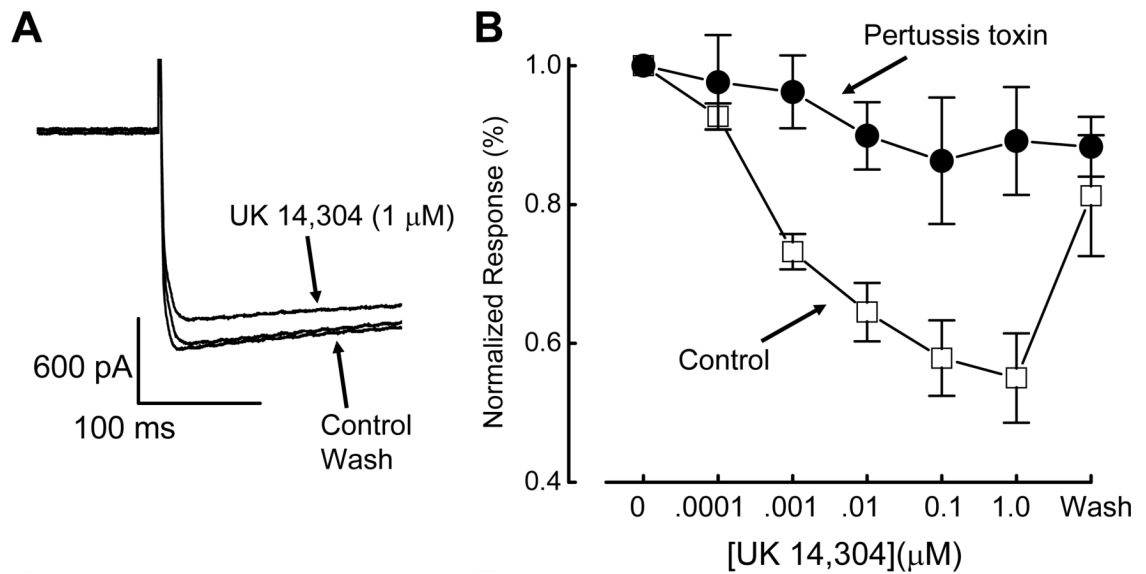 A
UK 14,304 (1 μM)
600 pA
100 ms
Control
Wash
B
Pertussis toxin
Control
Normalized Response (%)
1.0
0.8
0.6
0.4
0 .0001 .001 .01 0.1 1.0 Wash
[UK 14,304](μM)